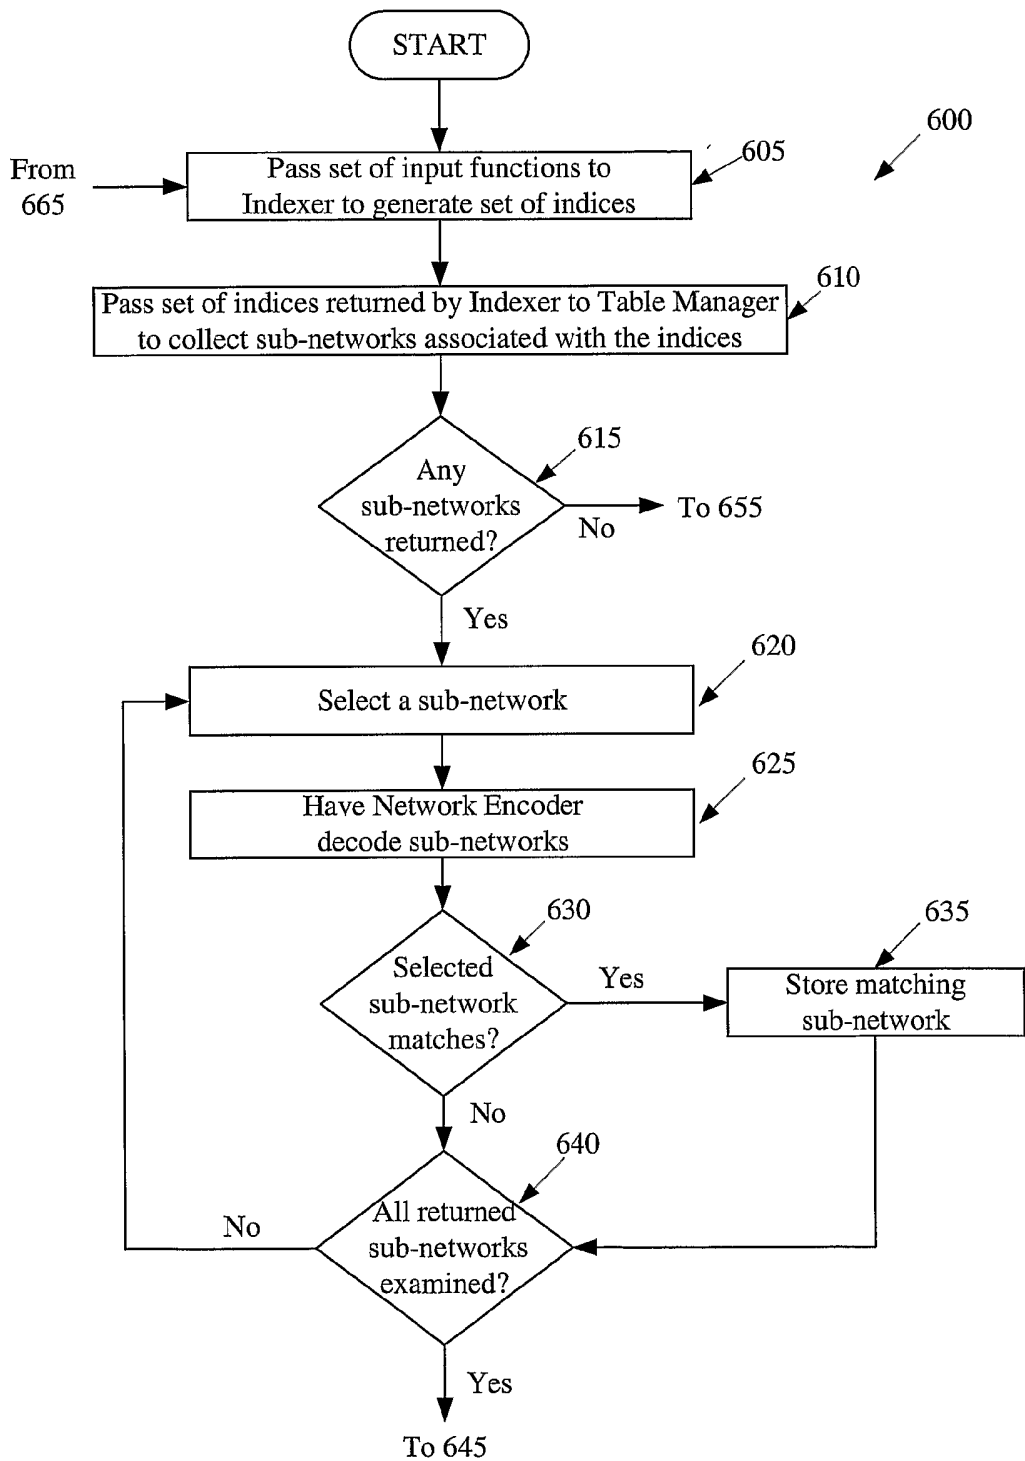 START
600
From
665
Pass set of input functions to
Indexer to generate set of indices
605
Pass set of indices returned by Indexer to Table Manager
to collect sub-networks associated with the indices
610
615
Any
sub-networks
returned?
No
To 655
Yes
620
Select a sub-network
625
Have Network Encoder
decode sub-networks
630
Selected
sub-network
matches?
Yes
635
Store matching
sub-network
No
640
All returned
sub-networks
examined?
No
Yes
To 645